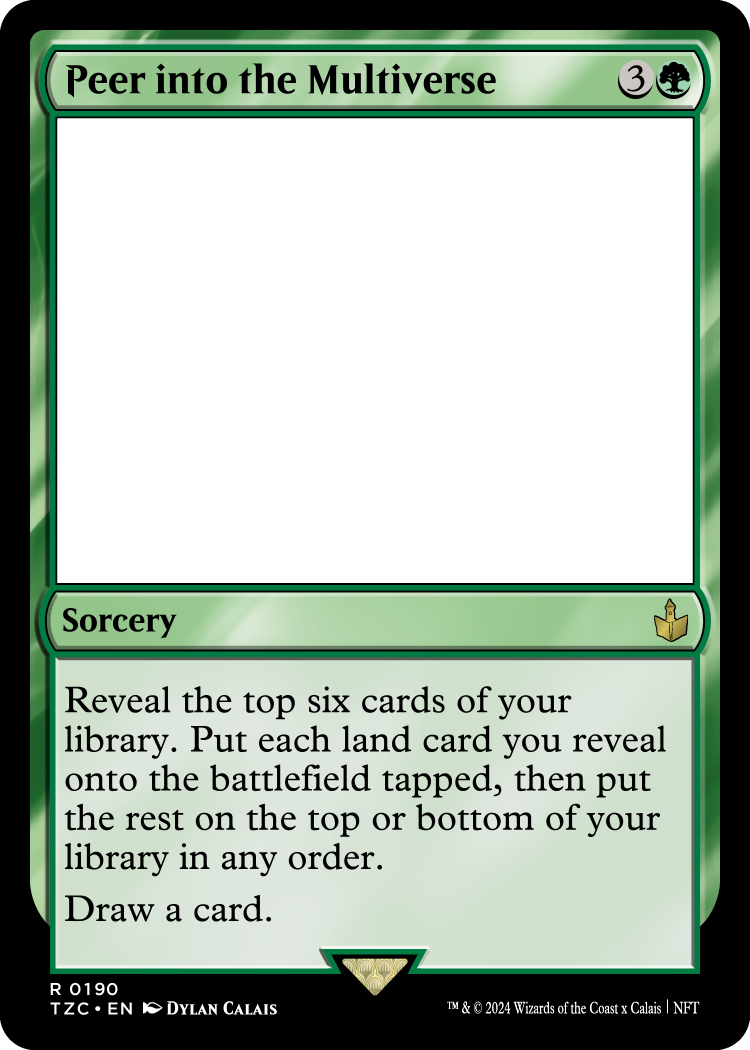 Peer into the Multiverse 3
Sorcery
Reveal the top six cards of your
library. Put each land card you reveal
onto the battlefield tapped, then put
the rest on the top or bottom of your
library in any order.
Draw a card.
R 0190
TZC • EN Dylan Calais
™ & © 2024 Wizards of the Coast x Calais | NFT